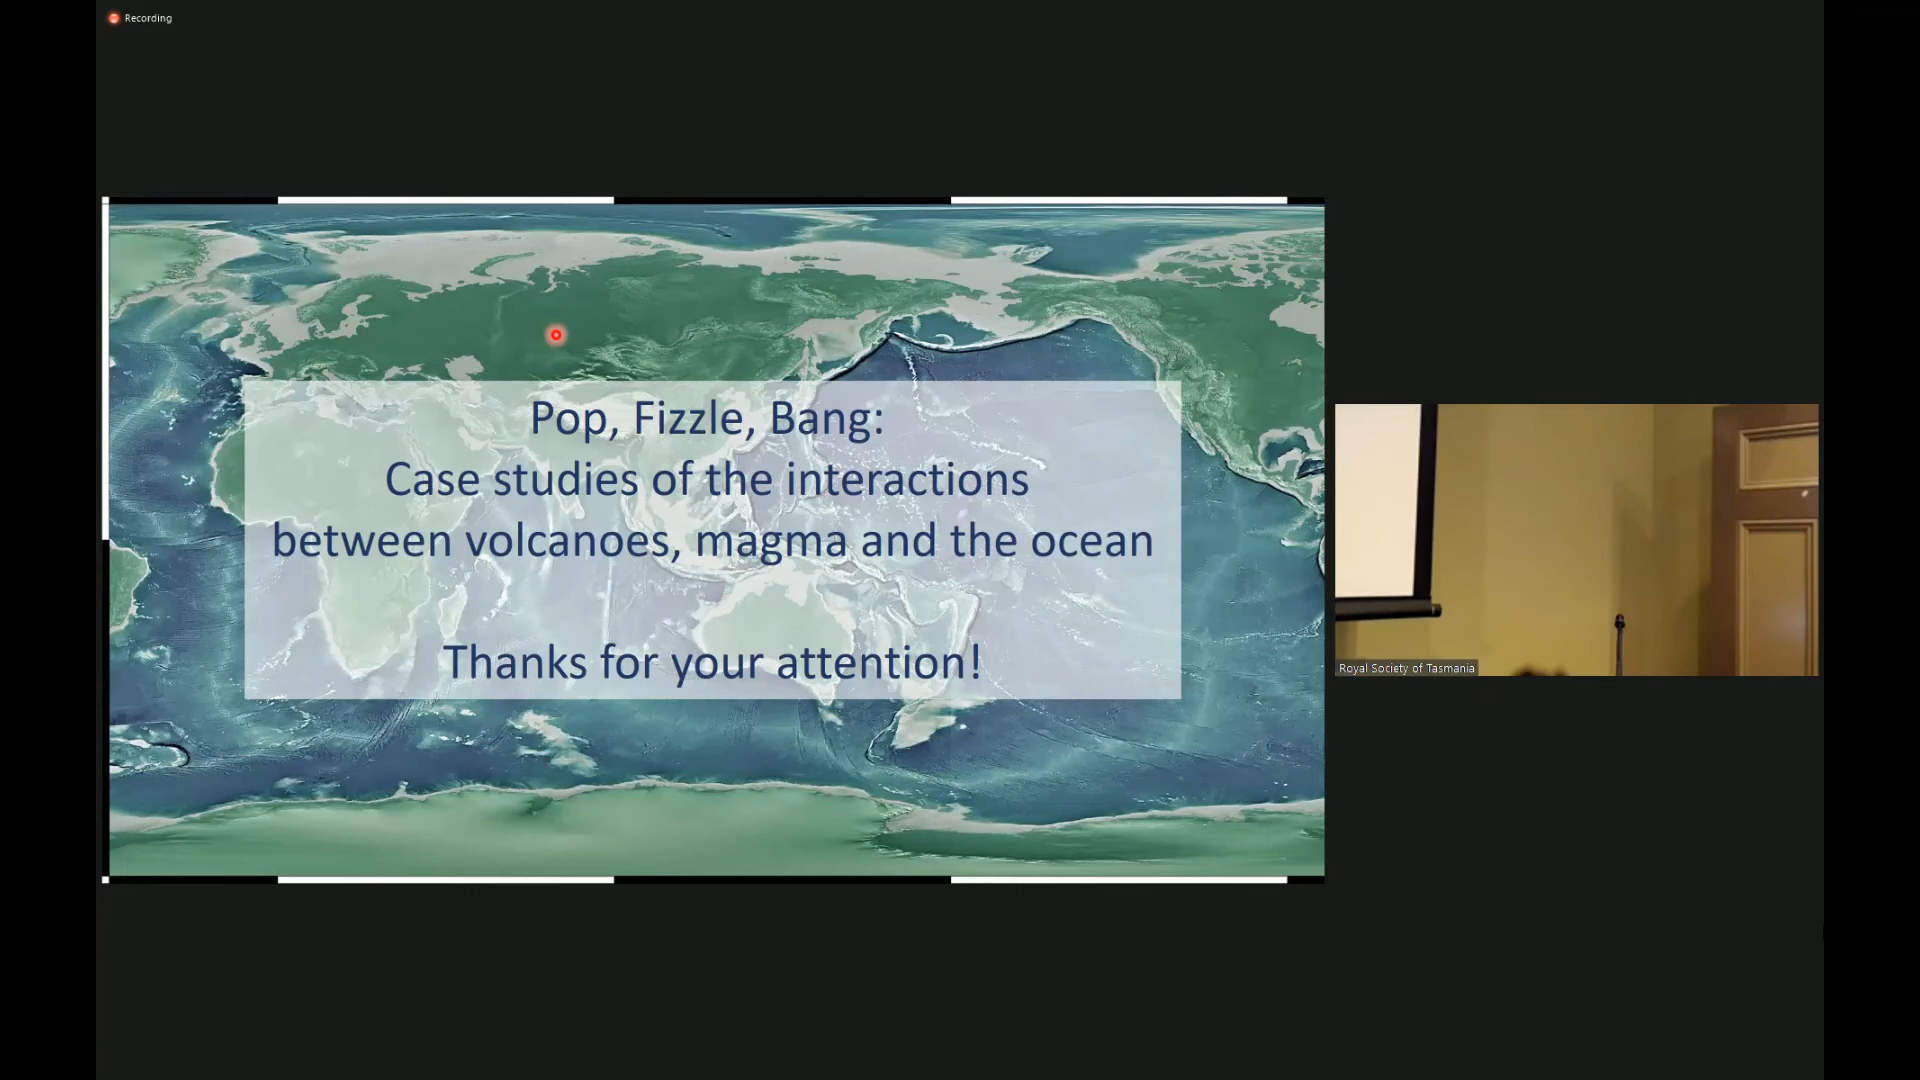 Recording
Pop, Fizzle, Bang:
Case studies of the interactions
between volcanoes, magma and the ocean
Thanks for your attention!
Royal Society of Tasmania